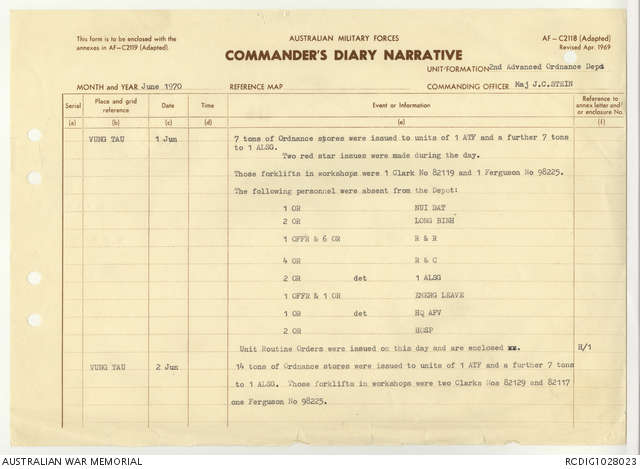 This form is to be enclosed with the
annexes in AF—C2119 (Adapted)
AUSTRALIAN MILITARY FORCES
AF — C2118 (Adapted)
Revised Apr. 1969
COMMANDER'S DIARY NARRATIVE
UNIT/FORMATION 2nd Advanced Ordnance Depot
MONTH and YEAR June 1970
REFERENCE MAP
COMMANDING OFFICER Maj J.C.STEIN
Serial
Place and grid reference
Date
Time
Event or Information
Reference to annex letter and/or enclosure No.
(a) (b) (c) (d) (e) (f)
VUNG TAU 1 Jun 7 tons of Ordnance stores were issued to units of 1 ATF and a further 7 tons
to 1 ALSG.
Two red star issues were made during the day.
Those forklifts in workshops were 1 Clark No 82119 and 1 Ferguson No 98225.
The following personnel were absent from the Depot:
1 OR NUI DAT
2 OR LONG BINH
1 OFFR & 6 OR R & R
4 OR R & C
2 OR det 1 ALSG
1 OFFR & 1 OR EMERG LEAVE
1 OR det HQ AFV
2 OR HOSP
Unit Routine Orders were issued on this day and are enclosed xx. H/1
VUNG TAU 2 Jun 14 tons of Ordnance stores were issued to units of 1 ATF and a further 7 tons
to 1 ALSG. Those forklifts in workshops were two Clarks Nos 82129 and 82117
one Ferguson No 98225.
AUSTRALIAN WAR MEMORIAL
RCDIG1028023